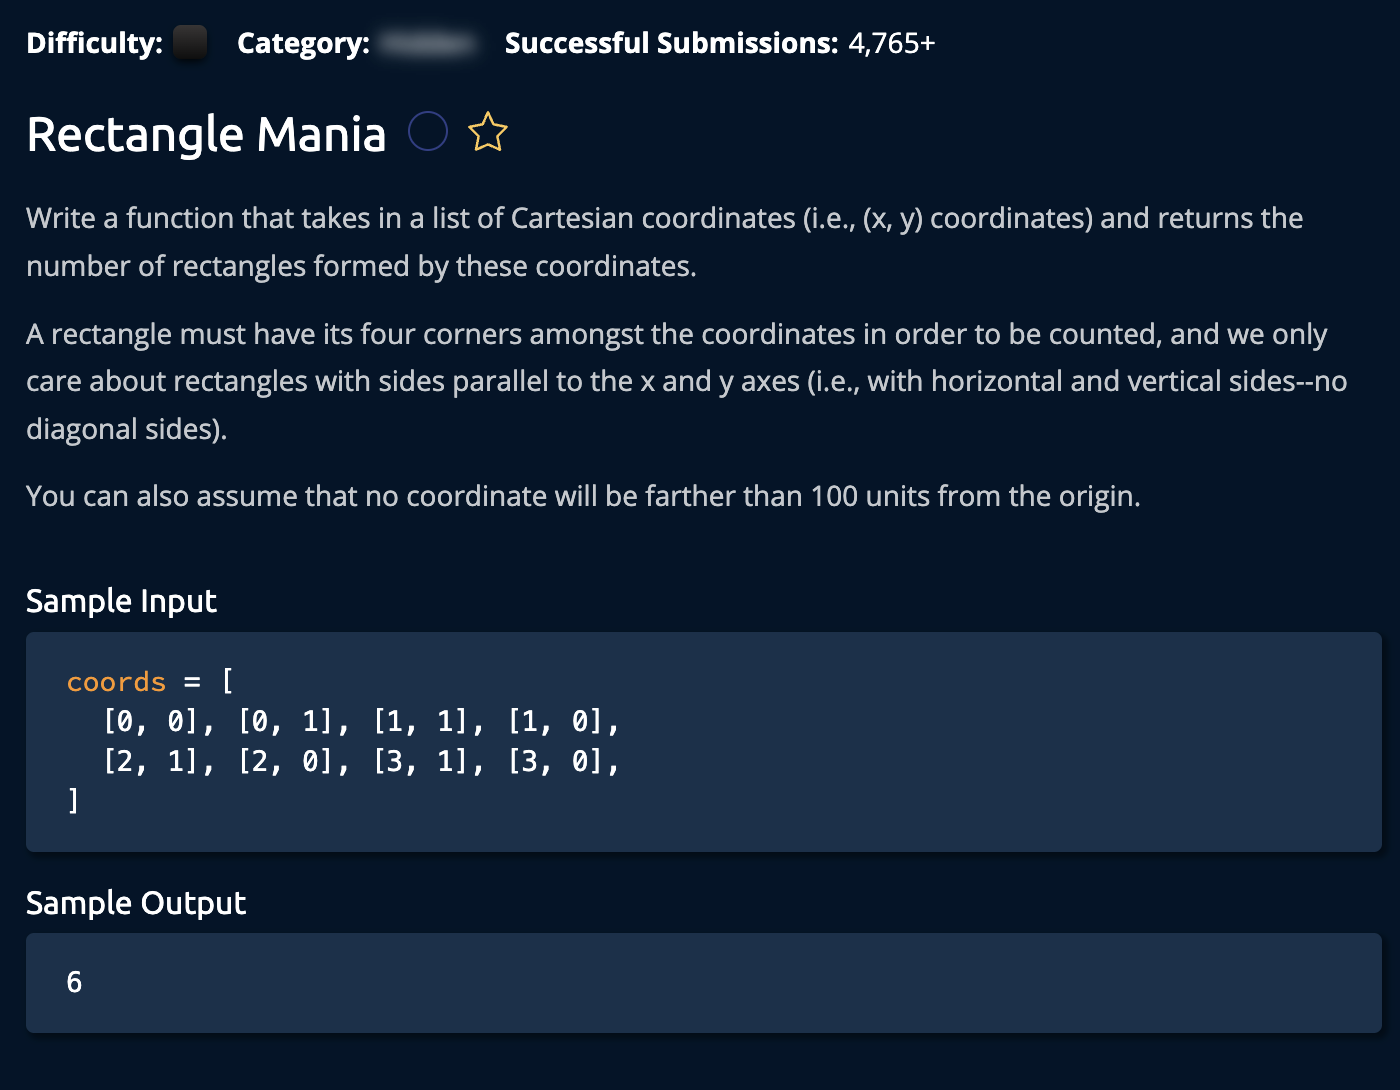 Difficulty: Category: Successful Submissions: 4,765+
Rectangle Mania
Write a function that takes in a list of Cartesian coordinates (i.e., (x, y) coordinates) and returns the
number of rectangles formed by these coordinates.
A rectangle must have its four corners amongst the coordinates in order to be counted, and we only
care about rectangles with sides parallel to the x and y axes (i.e., with horizontal and vertical sides--no
diagonal sides).
You can also assume that no coordinate will be farther than 100 units from the origin.
Sample Input
coords = [
[0, 0], [0, 1], [1, 1], [1, 0],
[2, 1], [2, 0], [3, 1], [3, 0],
]
Sample Output
6